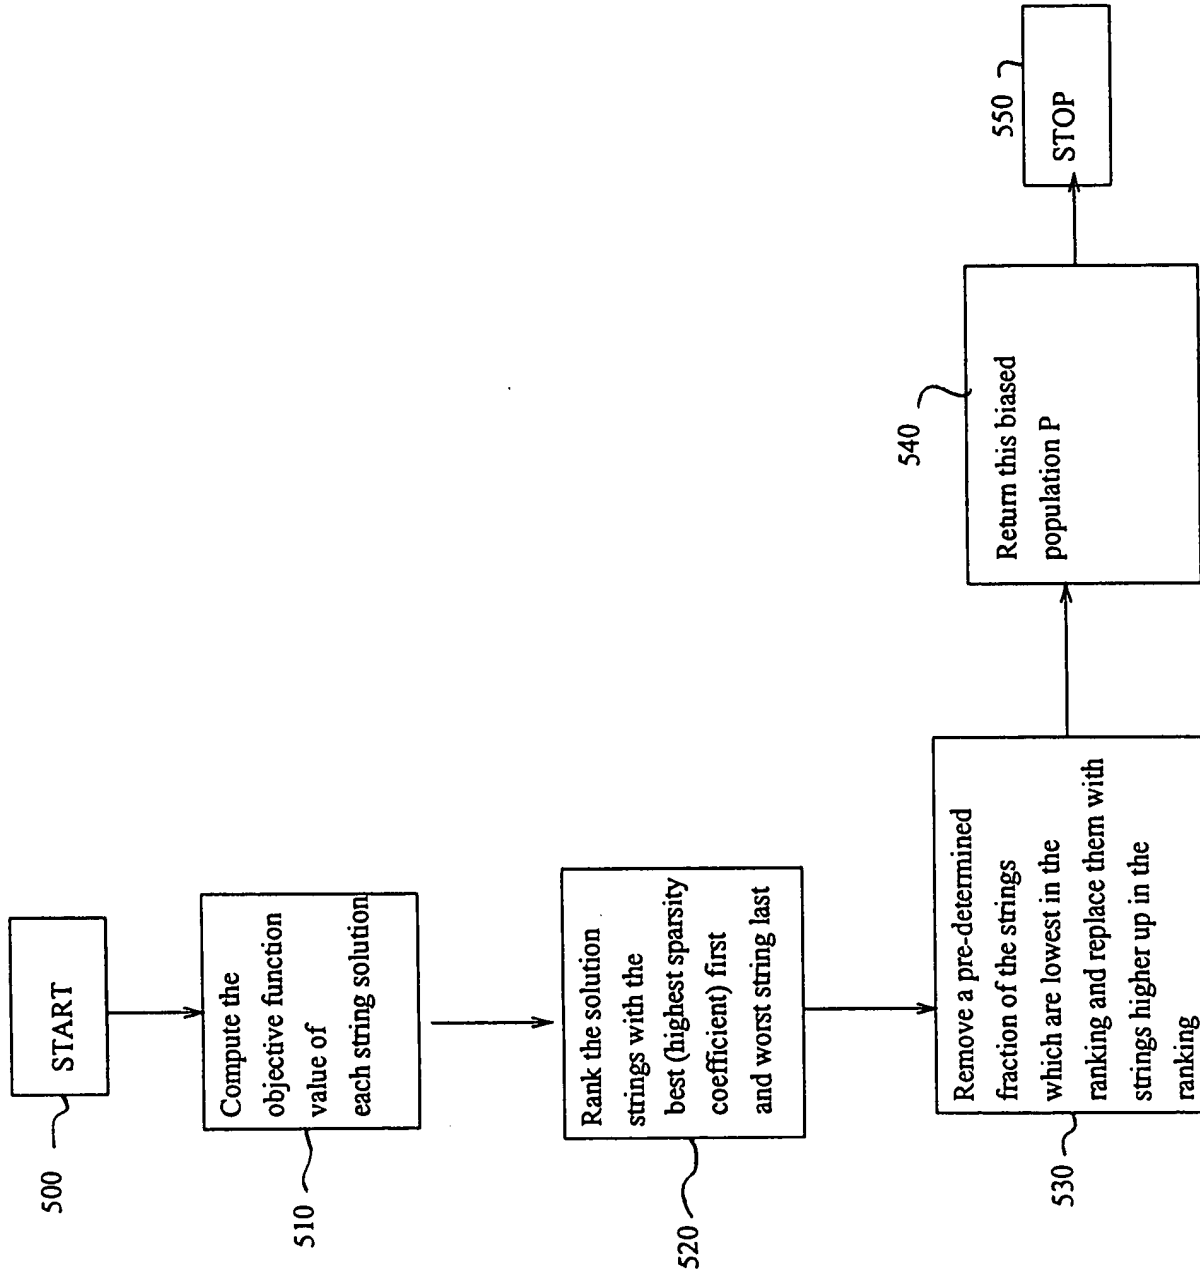 START
500
Compute the
objective function
value of
each string solution
510
Rank the solution
strings with the
best (highest sparsity
coefficient) first
and worst string last
520
Remove a pre-determined
fraction of the strings
which are lowest in the
ranking and replace them with
strings higher up in the
ranking
530
Return this biased
population P
540
STOP
550